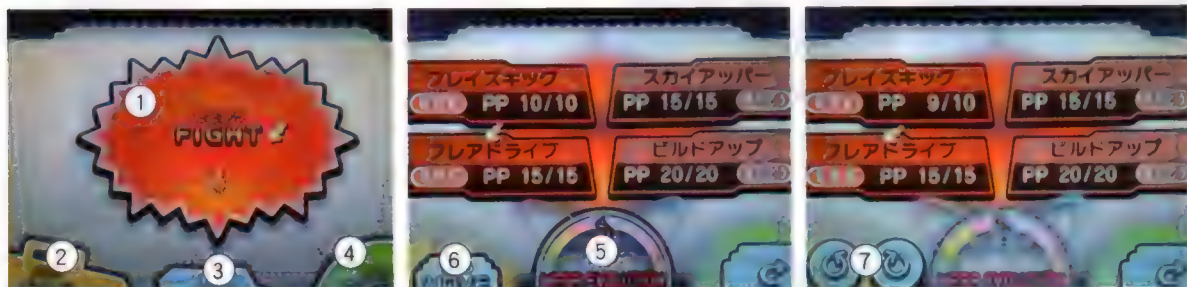 1
FIGHT
2
3
4
ブレイズキック
スカイアッパー
PP 10/10
PP 15/15
フレアドライブ
ビルドアップ
PP 15/15
PP 20/20
5
6
MOVE
ブレイズキック
スカイアッパー
PP 9/10
PP 15/15
フレアドライブ
ビルドアップ
PP 15/15
PP 20/20
7